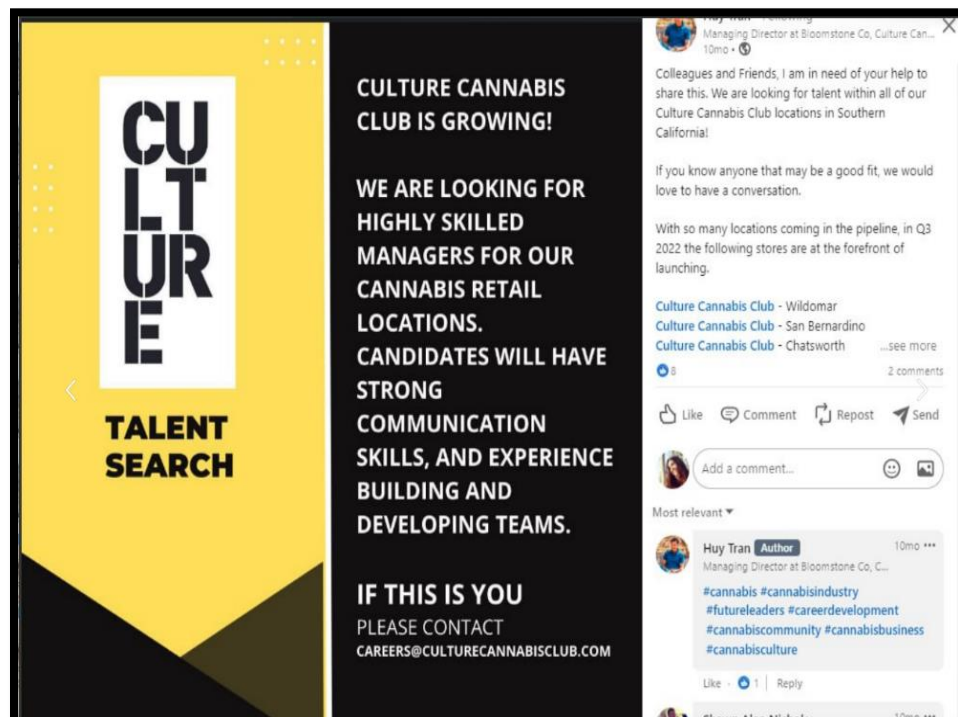 CU
LT
UR
E
TALENT
SEARCH
CULTURE CANNABIS
CLUB IS GROWING!
WE ARE LOOKING FOR
HIGHLY SKILLED
MANAGERS FOR OUR
CANNABIS RETAIL
LOCATIONS.
CANDIDATES WILL HAVE
STRONG
COMMUNICATION
SKILLS, AND EXPERIENCE
BUILDING AND
DEVELOPING TEAMS.
IF THIS IS YOU
PLEASE CONTACT
CAREERS@CULTURECANNABISCLUB.COM
Huy Tran · Following
Managing Director at Bloomstone Co, Culture Can...
10mo •
Colleagues and Friends, I am in need of your help to
share this. We are looking for talent within all of our
Culture Cannabis Club locations in Southern
California!
If you know anyone that may be a good fit, we would
love to have a conversation.
With so many locations coming in the pipeline, in Q3
2022 the following stores are at the forefront of
launching.
Culture Cannabis Club - Wildomar
Culture Cannabis Club - San Bernardino
Culture Cannabis Club - Chatsworth ...see more
8 2 comments
Like Comment Repost Send
Add a comment...
Most relevant
Huy Tran Author 10mo •••
Managing Director at Bloomstone Co, C...
#cannabis #cannabisindustry
#futureleaders #careerdevelopment
#cannabiscommunity #cannabisbusiness
#cannabisculture
Like · 1 | Reply
10mo •••